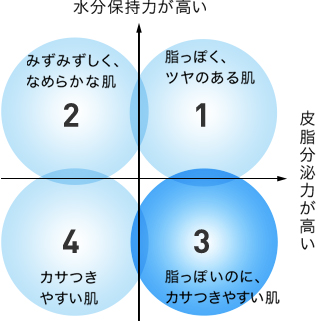 水分保持力が高い
みずみずしく、
なめらかな肌
2
脂っぽく、
ツヤのある肌
1
皮脂分泌力が高い
4
カサつき
やすい肌
3
脂っぽいのに、
カサつきやすい肌